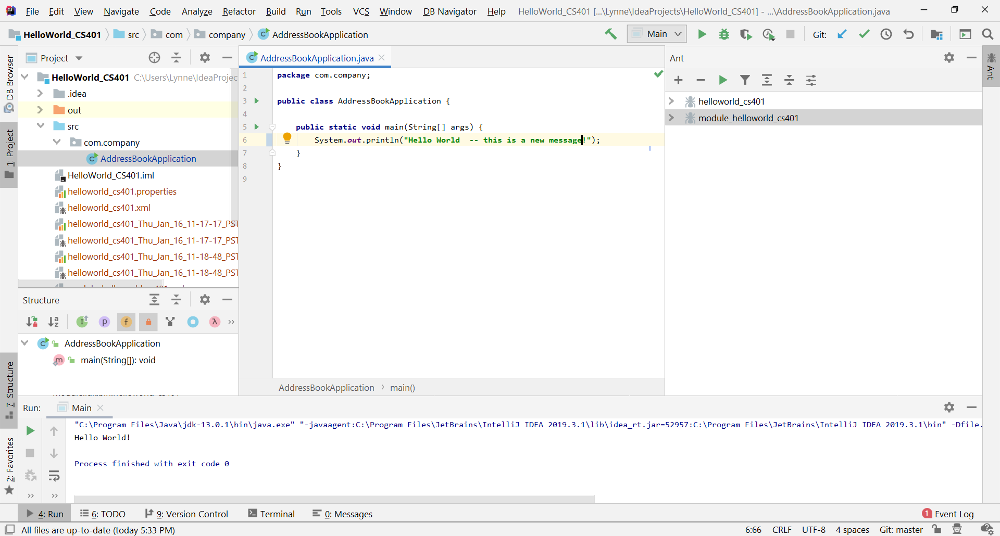 File Edit View Navigate Code Analyze Refactor Build Run Tools VCS Window DB Navigator Help HelloWorld_CS401 [...\Lynne\IdeaProjects\HelloWorld_CS401] - ...\AddressBookApplication.java
HelloWorld_CS401 src com company AddressBookApplication
Main
Git:
DB Browser
1: Project
7: Structure
2: Favorites
Project
HelloWorld_CS401 C:\Users\Lynne\IdeaProjec
.idea
out
src
com.company
AddressBookApplication
HelloWorld_CS401.iml
helloworld_cs401.properties
helloworld_cs401.xml
helloworld_cs401_Thu_Jan_16_11-17-17_PST
helloworld_cs401_Thu_Jan_16_11-17-17_PST
helloworld_cs401_Thu_Jan_16_11-18-48_PST
helloworld_cs401_Thu_Jan_16_11-18-48_PST
Structure
AddressBookApplication
main(String[]): void
AddressBookApplication.java
1 package com.company;
2
3 public class AddressBookApplication {
4
5 public static void main(String[] args) {
6 System.out.println("Hello World  -- this is a new message!");
7 }
8 }
9
AddressBookApplication › main()
Ant
helloworld_cs401
module_helloworld_cs401
Ant
Run: Main
"C:\Program Files\Java\jdk-13.0.1\bin\java.exe" "-javaagent:C:\Program Files\JetBrains\IntelliJ IDEA 2019.3.1\lib\idea_rt.jar=52957:C:\Program Files\JetBrains\IntelliJ IDEA 2019.3.1\bin" -Dfile.
Hello World!
Process finished with exit code 0
4: Run 6: TODO 9: Version Control Terminal 0: Messages 1 Event Log
All files are up-to-date (today 5:33 PM) 6:66 CRLF UTF-8 4 spaces Git: master